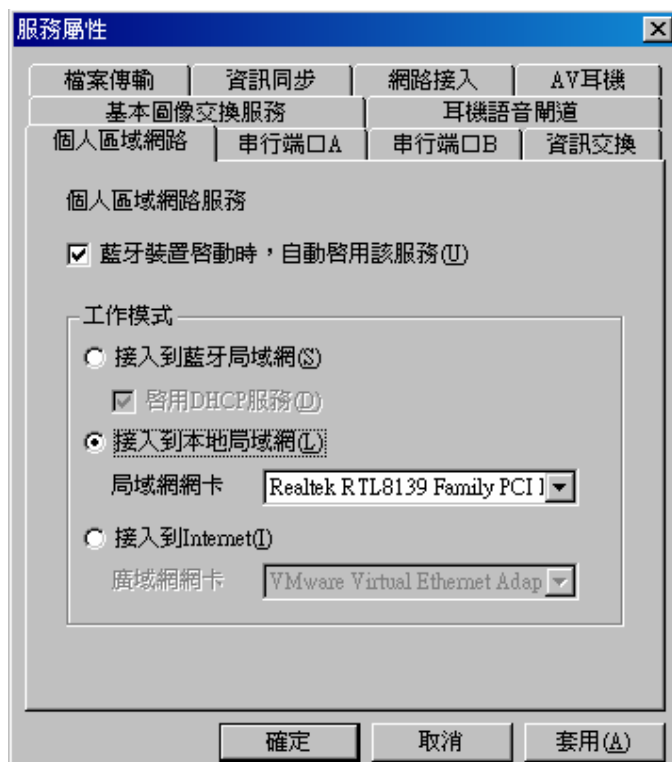 服務屬性
檔案傳輸 資訊同步 網路接入 AV耳機
基本圖像交換服務 耳機語音閘道
個人區域網路 串行端口A 串行端口B 資訊交換
個人區域網路服務
藍牙裝置啓動時，自動啓用該服務(U)
工作模式
接入到藍牙局域網(S)
啓用DHCP服務(D)
接入到本地局域網(L)
局域網網卡 Realtek RTL8139 Family PCI
接入到Internet(I)
廣域網網卡 VMware Virtual Ethernet Adap
確定 取消 套用(A)